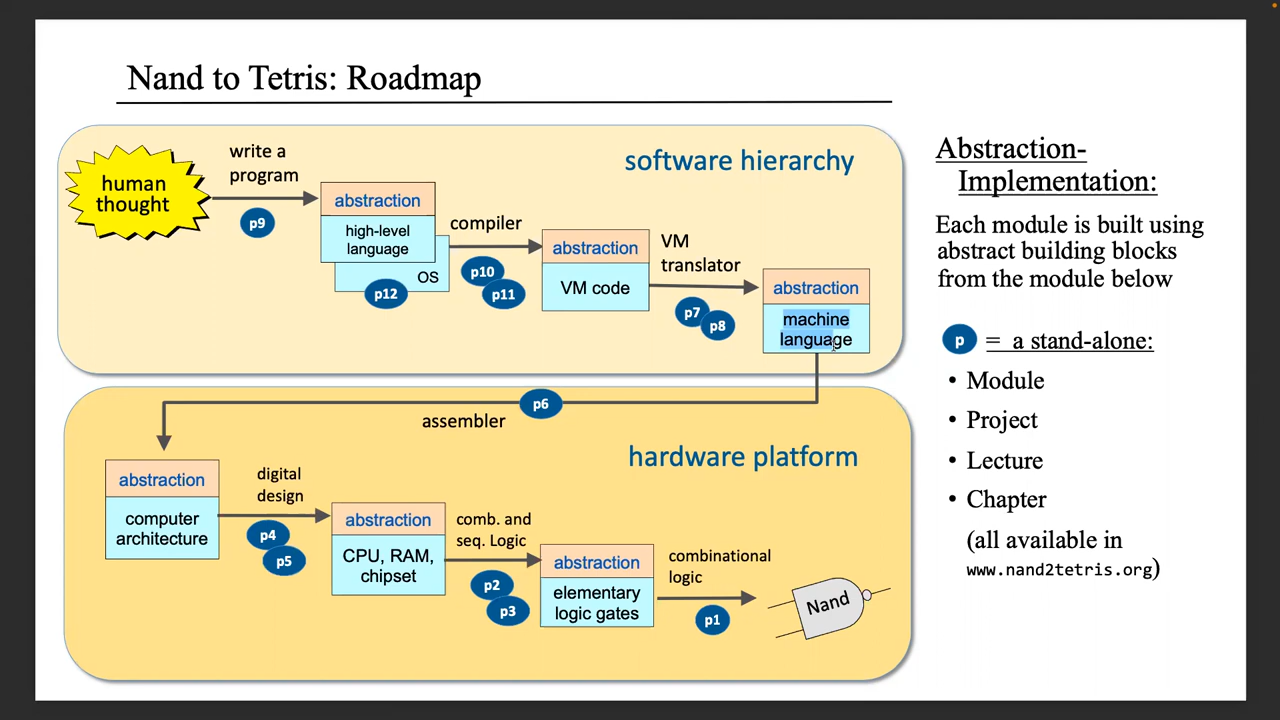 Nand to Tetris: Roadmap
software hierarchy
human
thought
write a
program
p9
abstraction
high-level
language
OS
p12
compiler
p10
p11
abstraction
VM code
VM
translator
p7
p8
abstraction
machine
language
assembler
p6
hardware platform
abstraction
computer
architecture
digital
design
p4
p5
abstraction
CPU, RAM,
chipset
comb. and
seq. Logic
p2
p3
abstraction
elementary
logic gates
combinational
logic
p1
Nand
Abstraction-
Implementation:
Each module is built using
abstract building blocks
from the module below
p = a stand-alone:
• Module
• Project
• Lecture
• Chapter
(all available in
www.nand2tetris.org)